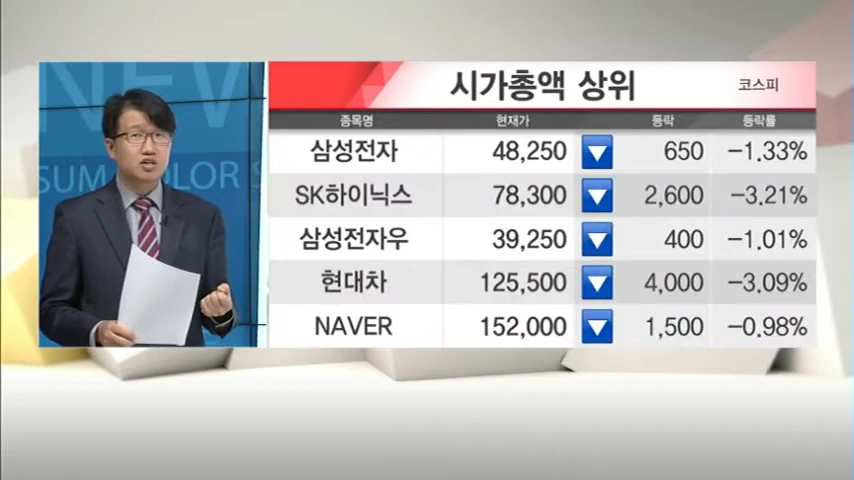 NEW
SUM
LOR S
시가총액 상위
코스피
종목명 현재가 등락 등락률
삼성전자 48,250 ▼ 650 -1.33%
SK하이닉스 78,300 ▼ 2,600 -3.21%
삼성전자우 39,250 ▼ 400 -1.01%
현대차 125,500 ▼ 4,000 -3.09%
NAVER 152,000 ▼ 1,500 -0.98%